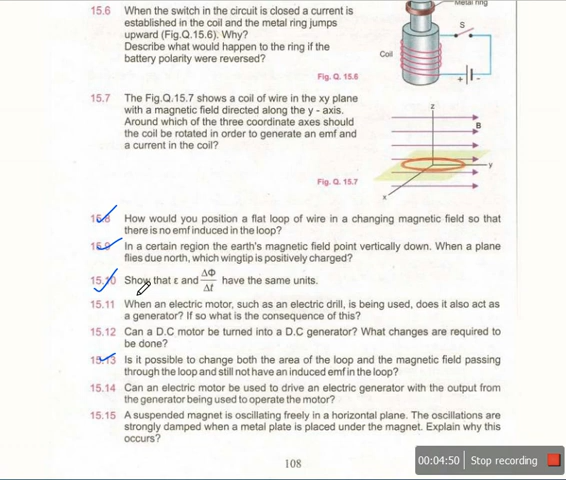 Metal ring
15.6 When the switch in the circuit is closed a current is
established in the coil and the metal ring jumps
upward (Fig.Q.15.6). Why?
Describe what would happen to the ring if the
battery polarity were reversed?
S
Coil
+ -
Fig. Q. 15.6
15.7 The Fig.Q.15.7 shows a coil of wire in the xy plane
with a magnetic field directed along the y - axis.
Around which of the three coordinate axes should
the coil be rotated in order to generate an emf and
a current in the coil?
z
B
y
x
Fig. Q. 15.7
15.8 How would you position a flat loop of wire in a changing magnetic field so that
there is no emf induced in the loop?
15.9 In a certain region the earth's magnetic field point vertically down. When a plane
flies due north, which wingtip is positively charged?
15.10 Show that ε and ΔΦ/Δt have the same units.
15.11 When an electric motor, such as an electric drill, is being used, does it also act as
a generator? If so what is the consequence of this?
15.12 Can a D.C motor be turned into a D.C generator? What changes are required to
be done?
15.13 Is it possible to change both the area of the loop and the magnetic field passing
through the loop and still not have an induced emf in the loop?
15.14 Can an electric motor be used to drive an electric generator with the output from
the generator being used to operate the motor?
15.15 A suspended magnet is oscillating freely in a horizontal plane. The oscillations are
strongly damped when a metal plate is placed under the magnet. Explain why this
occurs?
108
00:04:50 Stop recording